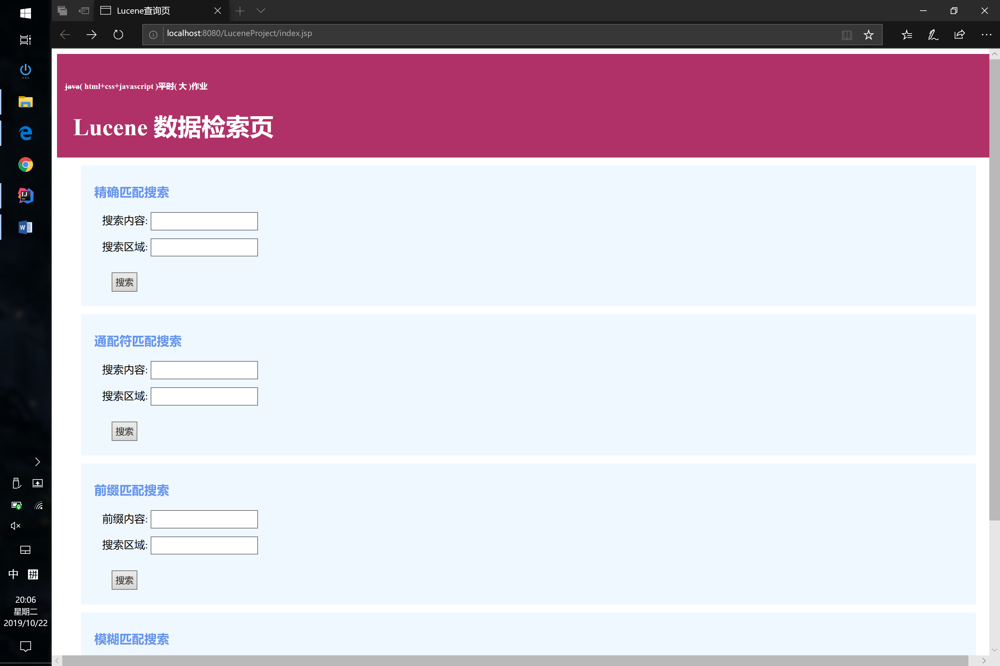 Lucene查询页
localhost:8080/LuceneProject/index.jsp
java( html+css+javascript )平时( 大 )作业
Lucene 数据检索页
精确匹配搜索
搜索内容:
搜索区域:
搜索
通配符匹配搜索
搜索内容:
搜索区域:
搜索
前缀匹配搜索
前缀内容:
搜索区域:
搜索
模糊匹配搜索
IJ
W
中 拼
20:06
星期二
2019/10/22